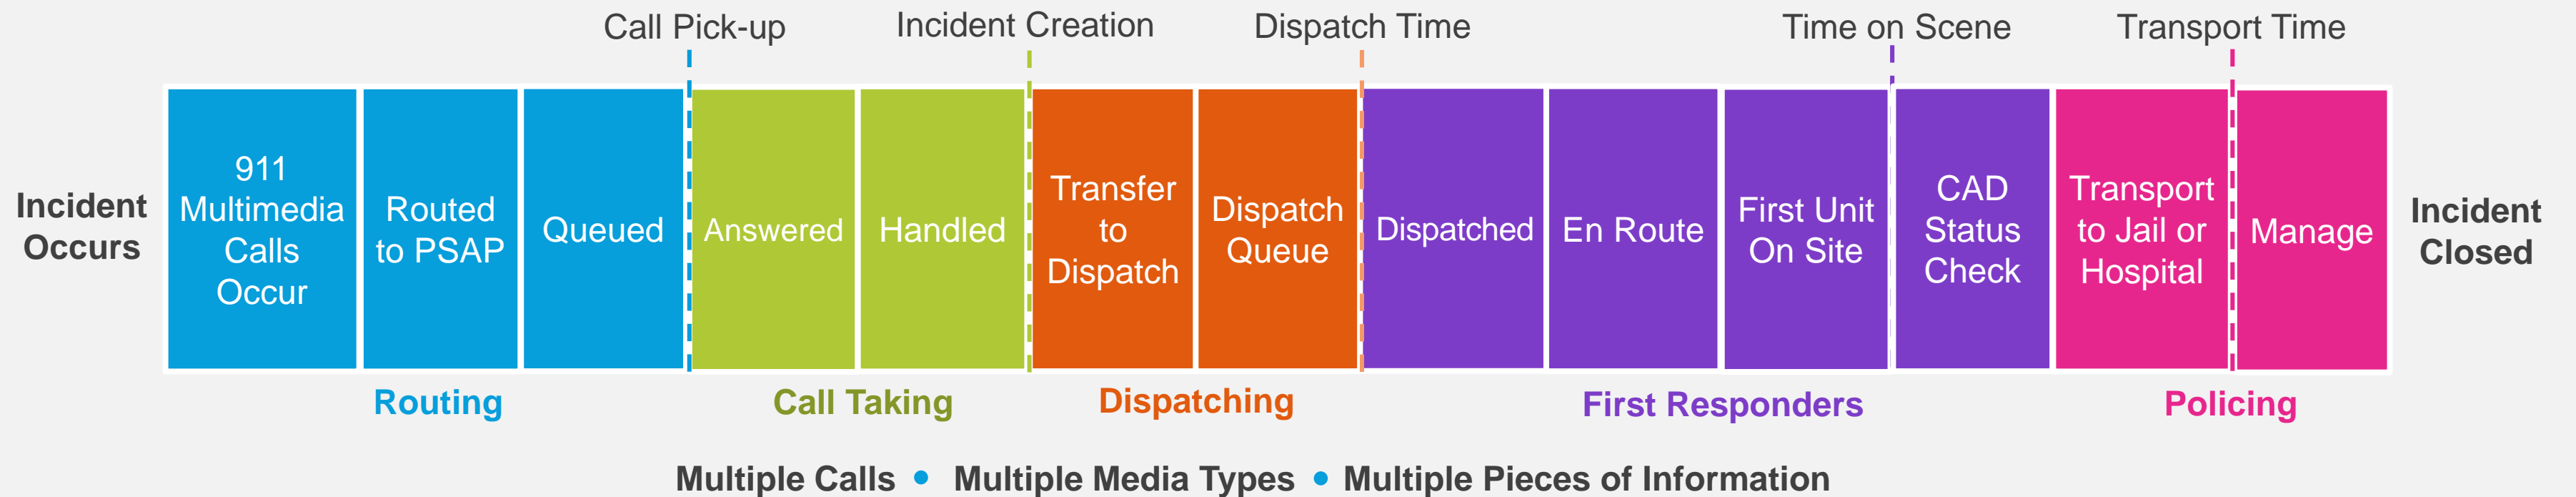 Call Pick-up
Incident Creation
Dispatch Time
Time on Scene
Transport Time
Incident
Occurs
911
Multimedia
Calls
Occur
Routed
to PSAP
Queued
Answered
Handled
Transfer
to
Dispatch
Dispatch
Queue
Dispatched
En Route
First Unit
On Site
CAD
Status
Check
Transport
to Jail or
Hospital
Manage
Incident
Closed
Routing
Call Taking
Dispatching
First Responders
Policing
Multiple Calls • Multiple Media Types • Multiple Pieces of Information